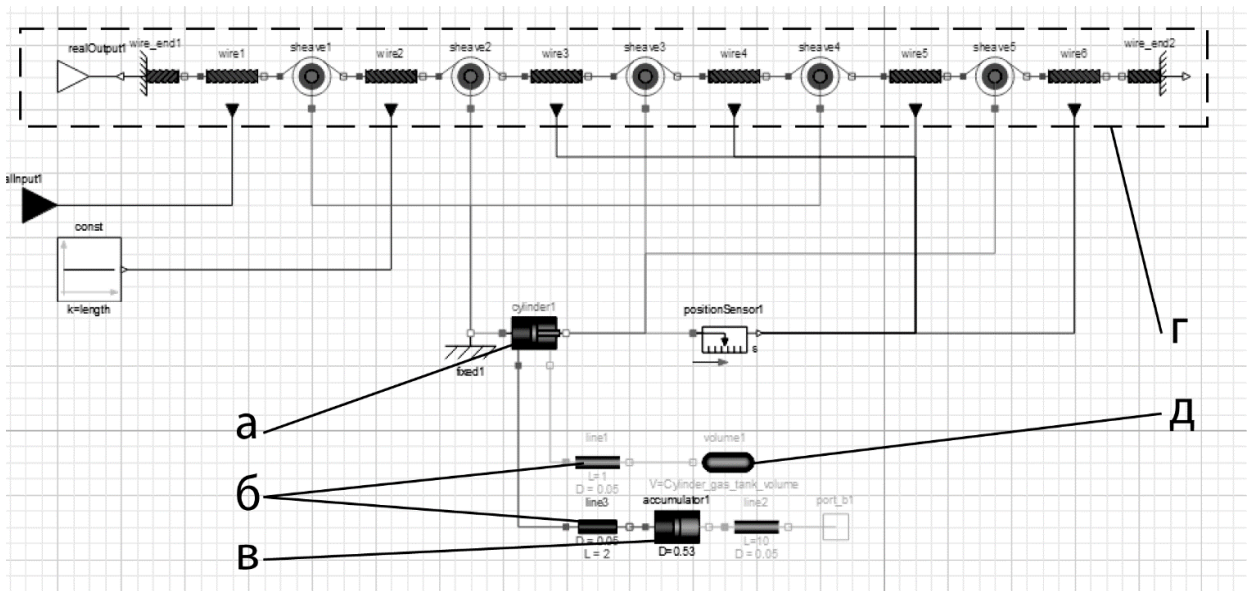 realOutput1
wire_end1
wire1
sheave1
wire2
sheave2
wire3
sheave3
wire4
sheave4
wire5
sheave5
wire6
wire_end2
alInput1
const
k=length
cylinder1
positionSensor1
s
fixed1
Г
а
line1
L=1
D = 0.05
volume1
V=Cylinder_gas_tank_volume
Д
б
line3
D = 0.05
L = 2
accumulator1
D=0.53
line2
L=10
D = 0.05
port_b1
в